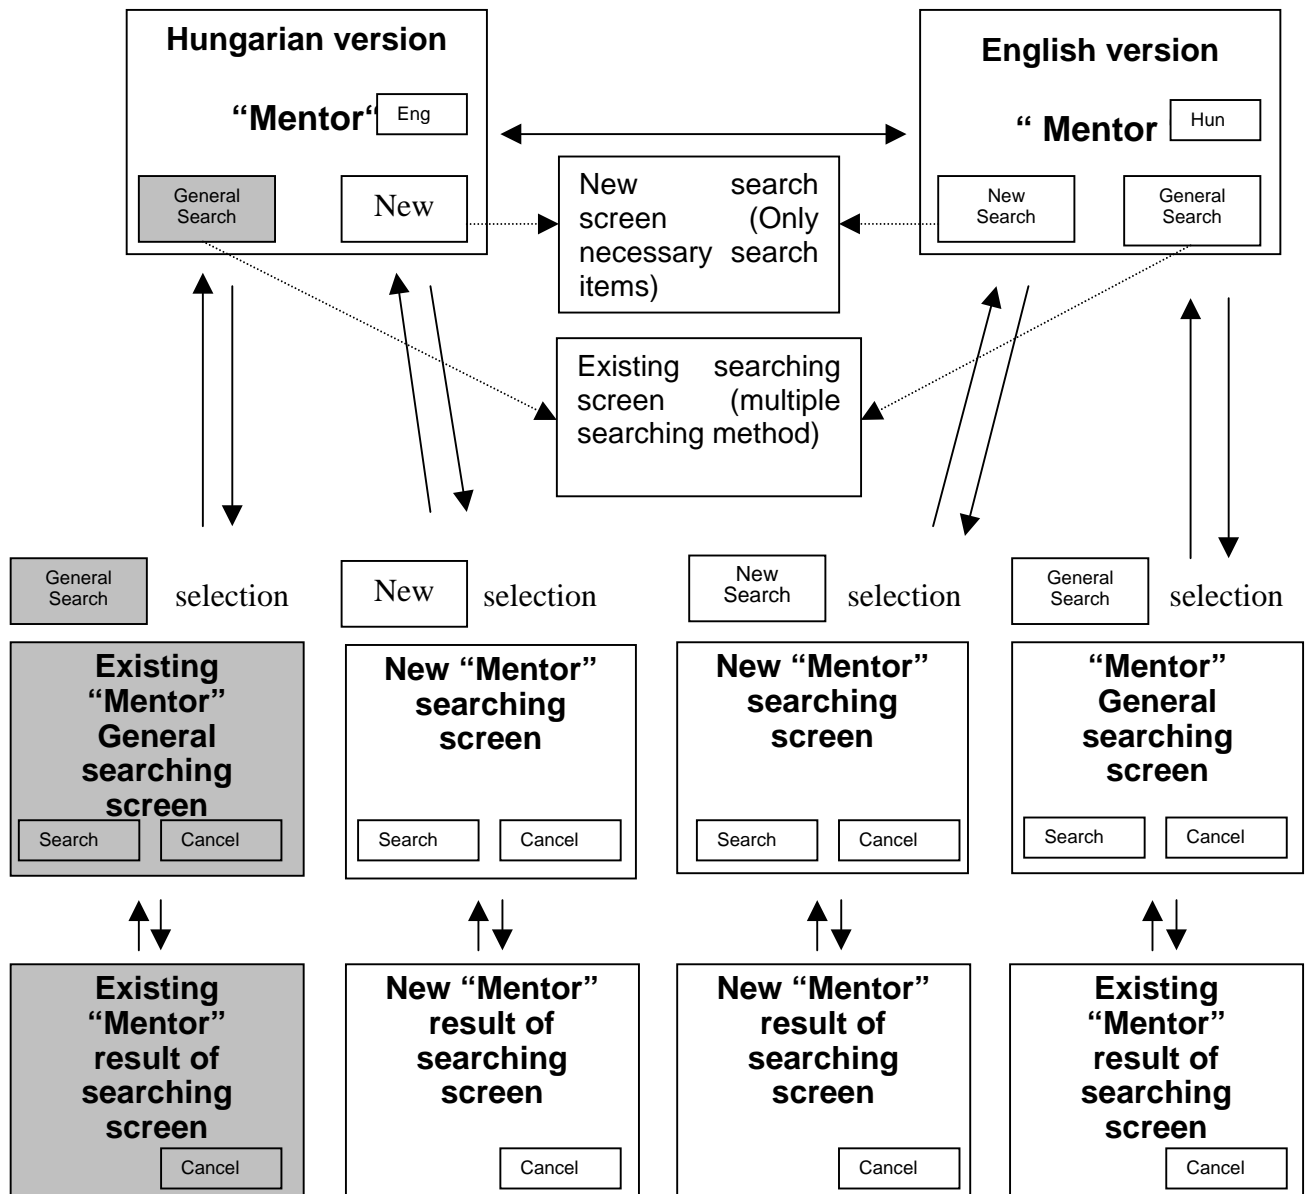 Hungarian version
“Mentor“
Eng
General
Search
New
English version
“ Mentor
Hun
New
Search
General
Search
New search
screen (Only
necessary search
items)
Existing searching
screen (multiple
searching method)
General
Search
selection
New
selection
New
Search
selection
General
Search
selection
Existing
“Mentor”
General
searching
screen
Search
Cancel
New “Mentor”
searching
screen
Search
Cancel
New “Mentor”
searching
screen
Search
Cancel
“Mentor”
General
searching
screen
Search
Cancel
Existing
“Mentor”
result of
searching
screen
Cancel
New “Mentor”
result of
searching
screen
Cancel
New “Mentor”
result of
searching
screen
Cancel
Existing
“Mentor”
result of
searching
screen
Cancel